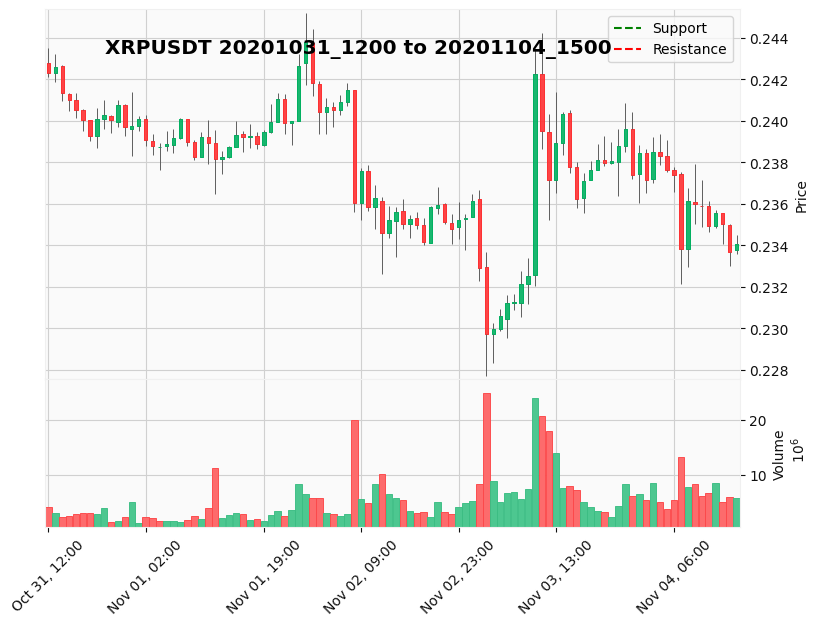 XRPUSDT 20201031_1200 to 20201104_1500
Support
Resistance
0.244
0.242
0.240
0.238
0.236
0.234
0.232
0.230
0.228
Price
20
10
Volume
10^6
Oct 31, 12:00
Nov 01, 02:00
Nov 01, 19:00
Nov 02, 09:00
Nov 02, 23:00
Nov 03, 13:00
Nov 04, 06:00